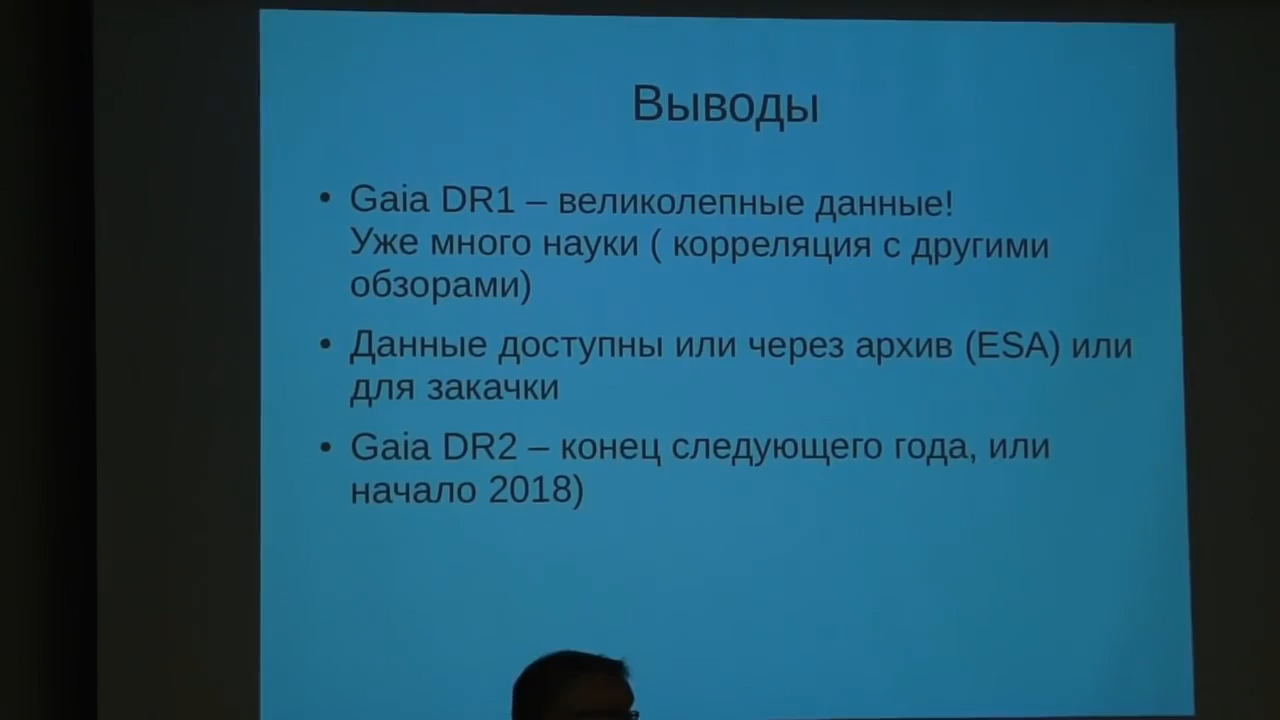 Выводы
• Gaia DR1 – великолепные данные!
Уже много науки ( корреляция с другими
обзорами)
• Данные доступны или через архив (ESA) или
для закачки
• Gaia DR2 – конец следующего года, или
начало 2018)